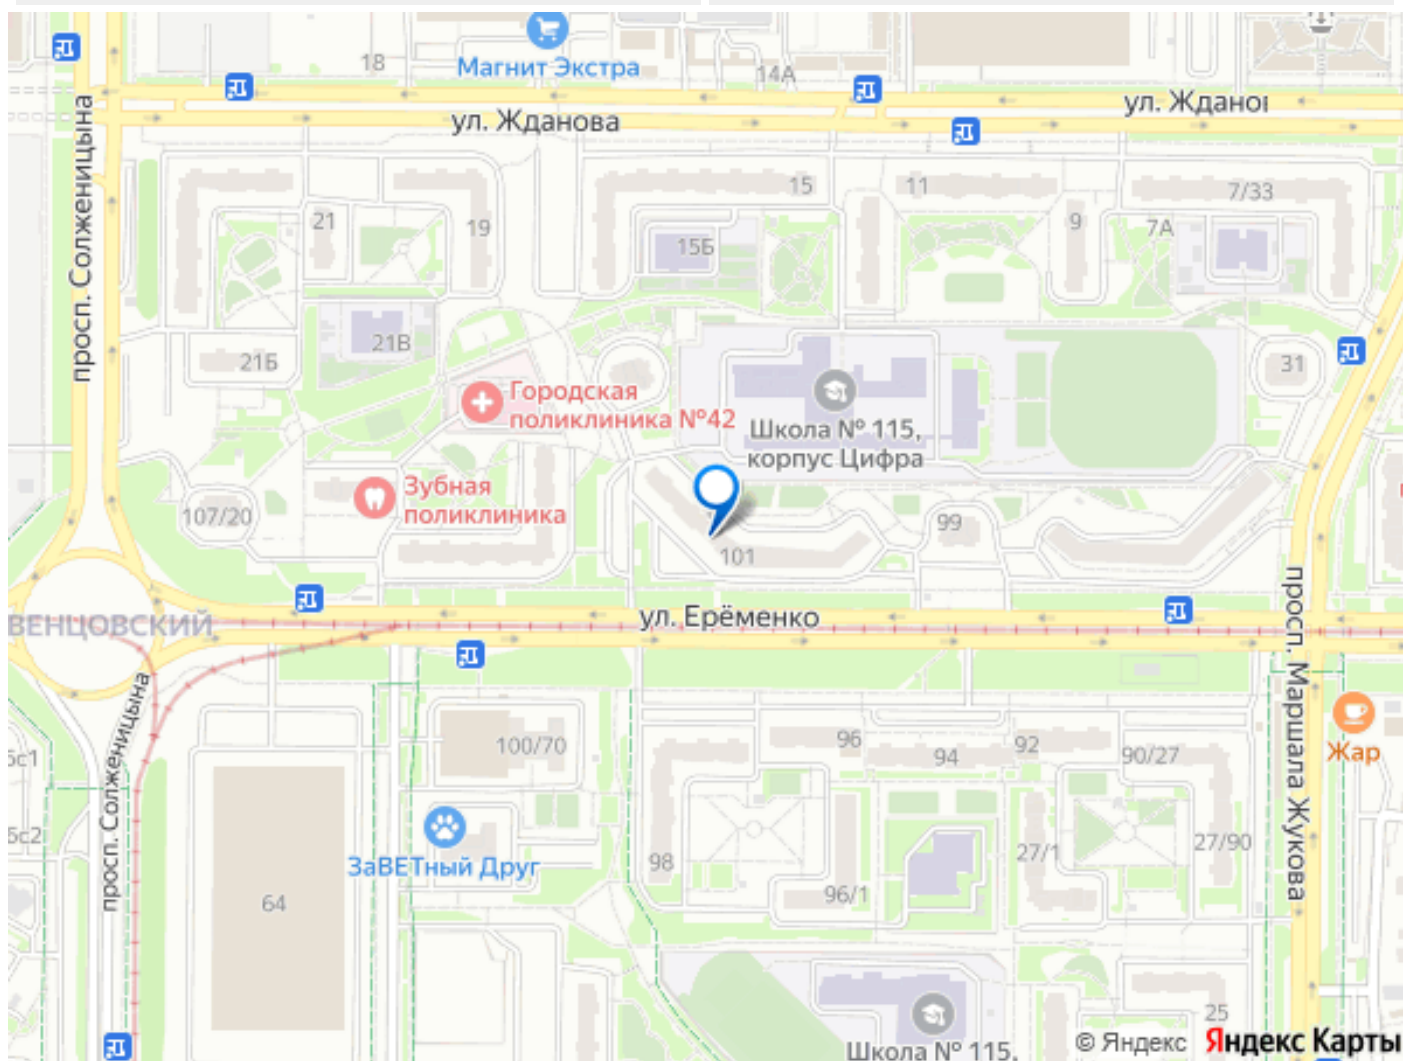 18
Магнит Экстра
14А
ул. Жданова
ул. Ждано
просп. Солженицына
15
11
7/33
21
19
9
7А
15Б
21В
21Б
31
Городская
поликлиника №42
Школа № 115,
корпус Цифра
Зубная
поликлиника
107/20
99
101
ВЕНЦОВСКИЙ
ул. Ерёменко
просп. Маршала Жукова
просп. Солженицына
100/70
96
94
92
90/27
Жар
5с1
5с2
ЗаВЕТный Друг
98
96/1
27/1
27/90
64
25
Школа № 115,
© Яндекс Яндекс Карты